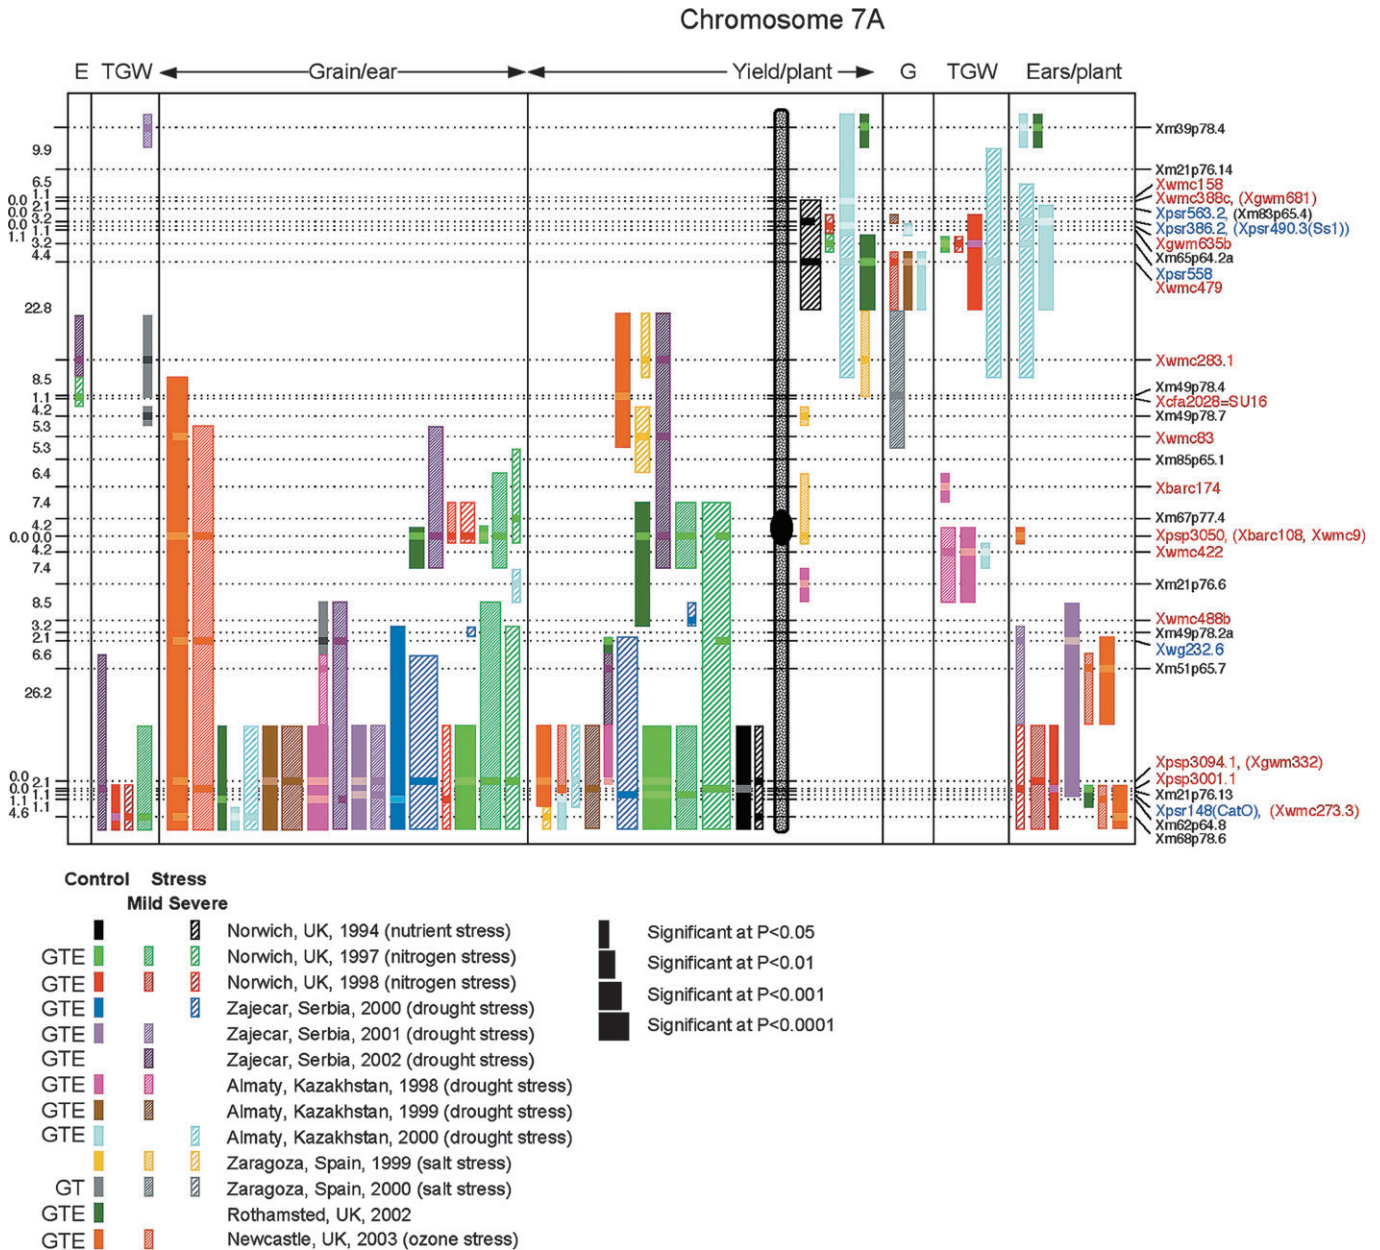 Chromosome 7A
E TGW Grain/ear Yield/plant G TGW Ears/plant
Xm39p78.4
9.9
Xm21p76.14
6.5
Xwmc158
1.1
0.0
Xwmc388c, (Xgwm681)
2.1
0.0
Xpsr563.2, (Xm83p65.4)
3.2
0.0
Xpsr386.2, (Xpsr490.3(Ss1))
1.1
1.1
3.2
Xgwm635b
4.4
Xm65p64.2a
Xpsr558
Xwmc479
22.8
Xwmc283.1
8.5
Xm49p78.4
1.1
Xcfa2028=SU16
4.2
Xm49p78.7
5.3
Xwmc83
5.3
Xm85p65.1
6.4
Xbarc174
7.4
Xm67p77.4
4.2
0.0 0.0
Xpsp3050, (Xbarc108, Xwmc9)
4.2
Xwmc422
7.4
Xm21p76.6
8.5
Xwmc488b
3.2
Xm49p78.2a
2.1
Xwg232.6
6.6
Xm51p65.7
26.2
Xpsp3094.1, (Xgwm332)
0.0
2.1
Xpsp3001.1
0.0
1.1
Xm21p76.13
1.1
1.1
Xpsr148(CatO), (Xwmc273.3)
4.6
Xm62p64.8
Xm68p78.6
Control Stress
Mild Severe
Norwich, UK, 1994 (nutrient stress)
GTE Norwich, UK, 1997 (nitrogen stress)
GTE Norwich, UK, 1998 (nitrogen stress)
GTE Zajecar, Serbia, 2000 (drought stress)
GTE Zajecar, Serbia, 2001 (drought stress)
GTE Zajecar, Serbia, 2002 (drought stress)
GTE Almaty, Kazakhstan, 1998 (drought stress)
GTE Almaty, Kazakhstan, 1999 (drought stress)
GTE Almaty, Kazakhstan, 2000 (drought stress)
Zaragoza, Spain, 1999 (salt stress)
GT Zaragoza, Spain, 2000 (salt stress)
GTE Rothamsted, UK, 2002
GTE Newcastle, UK, 2003 (ozone stress)
Significant at P<0.05
Significant at P<0.01
Significant at P<0.001
Significant at P<0.0001